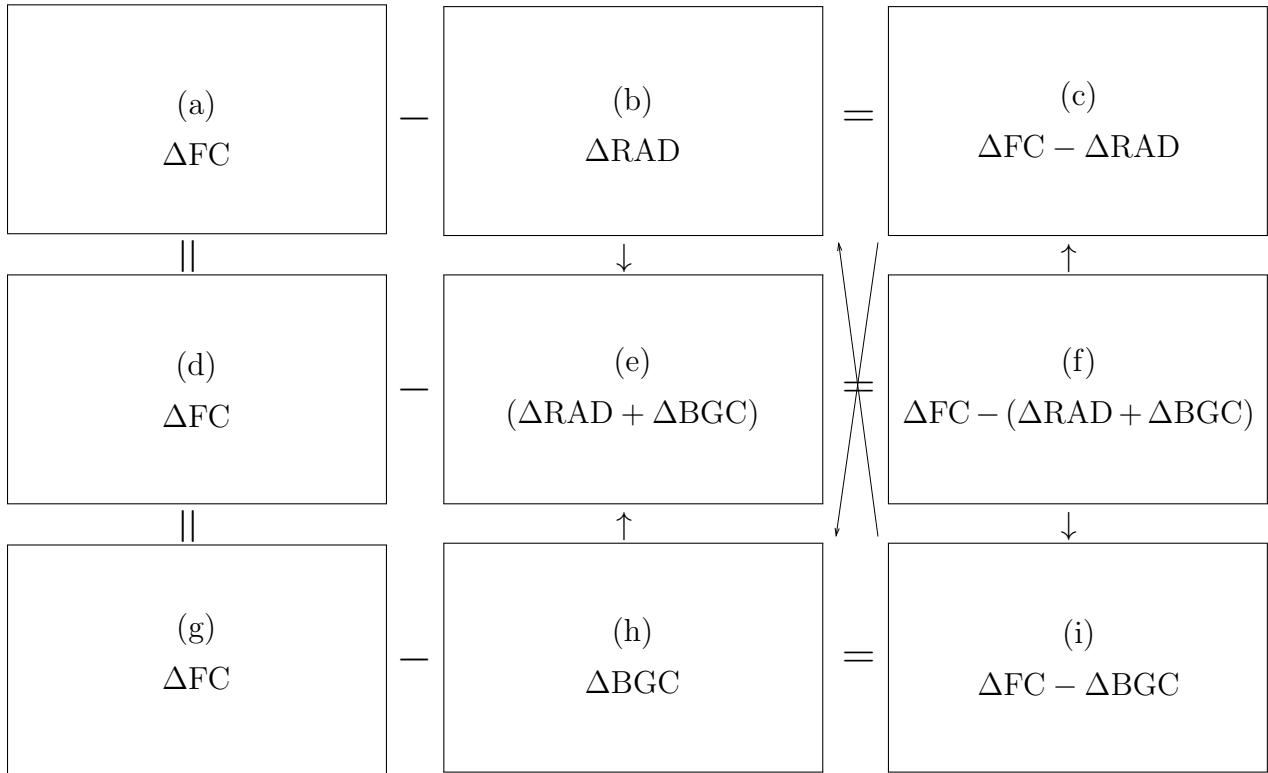 (a)
ΔFC
−
(b)
ΔRAD
=
(c)
ΔFC − ΔRAD
||
↓
↑
(d)
ΔFC
−
(e)
(ΔRAD + ΔBGC)
=
(f)
ΔFC − (ΔRAD + ΔBGC)
||
↑
↓
(g)
ΔFC
−
(h)
ΔBGC
=
(i)
ΔFC − ΔBGC